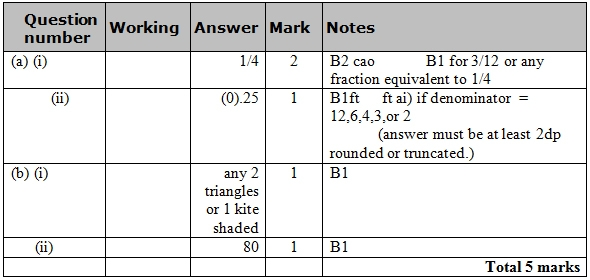 Question number Working Answer Mark Notes
(a) (i) 1/4 2 B2 cao B1 for 3/12 or any
fraction equivalent to 1/4
(ii) (0).25 1 B1ft ft ai) if denominator =
12,6,4,3,or 2
(answer must be at least 2dp
rounded or truncated.)
(b) (i) any 2 1 B1
triangles
or 1 kite
shaded
(ii) 80 1 B1
Total 5 marks